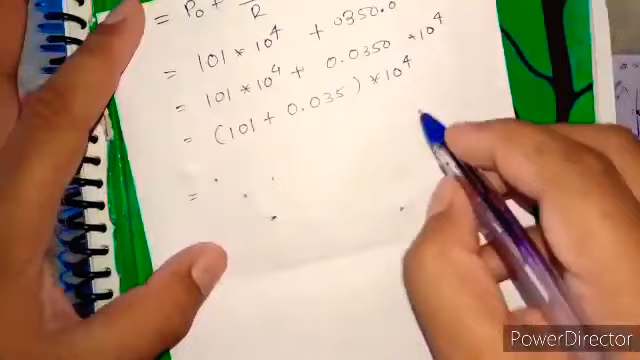 = P₀ + — R
= 101 * 10⁴ + 0350.0
= 101 * 10⁴ + 0.0350 * 10⁴
= (101 + 0.035) * 10⁴
=
PowerDirector